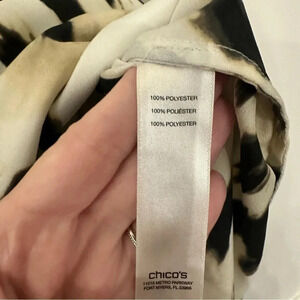 100% POLYESTER
100% POLIÉSTER
100% POLYESTER
chico's
11215 METRO PARKWAY
FORT MYERS, FL 33966